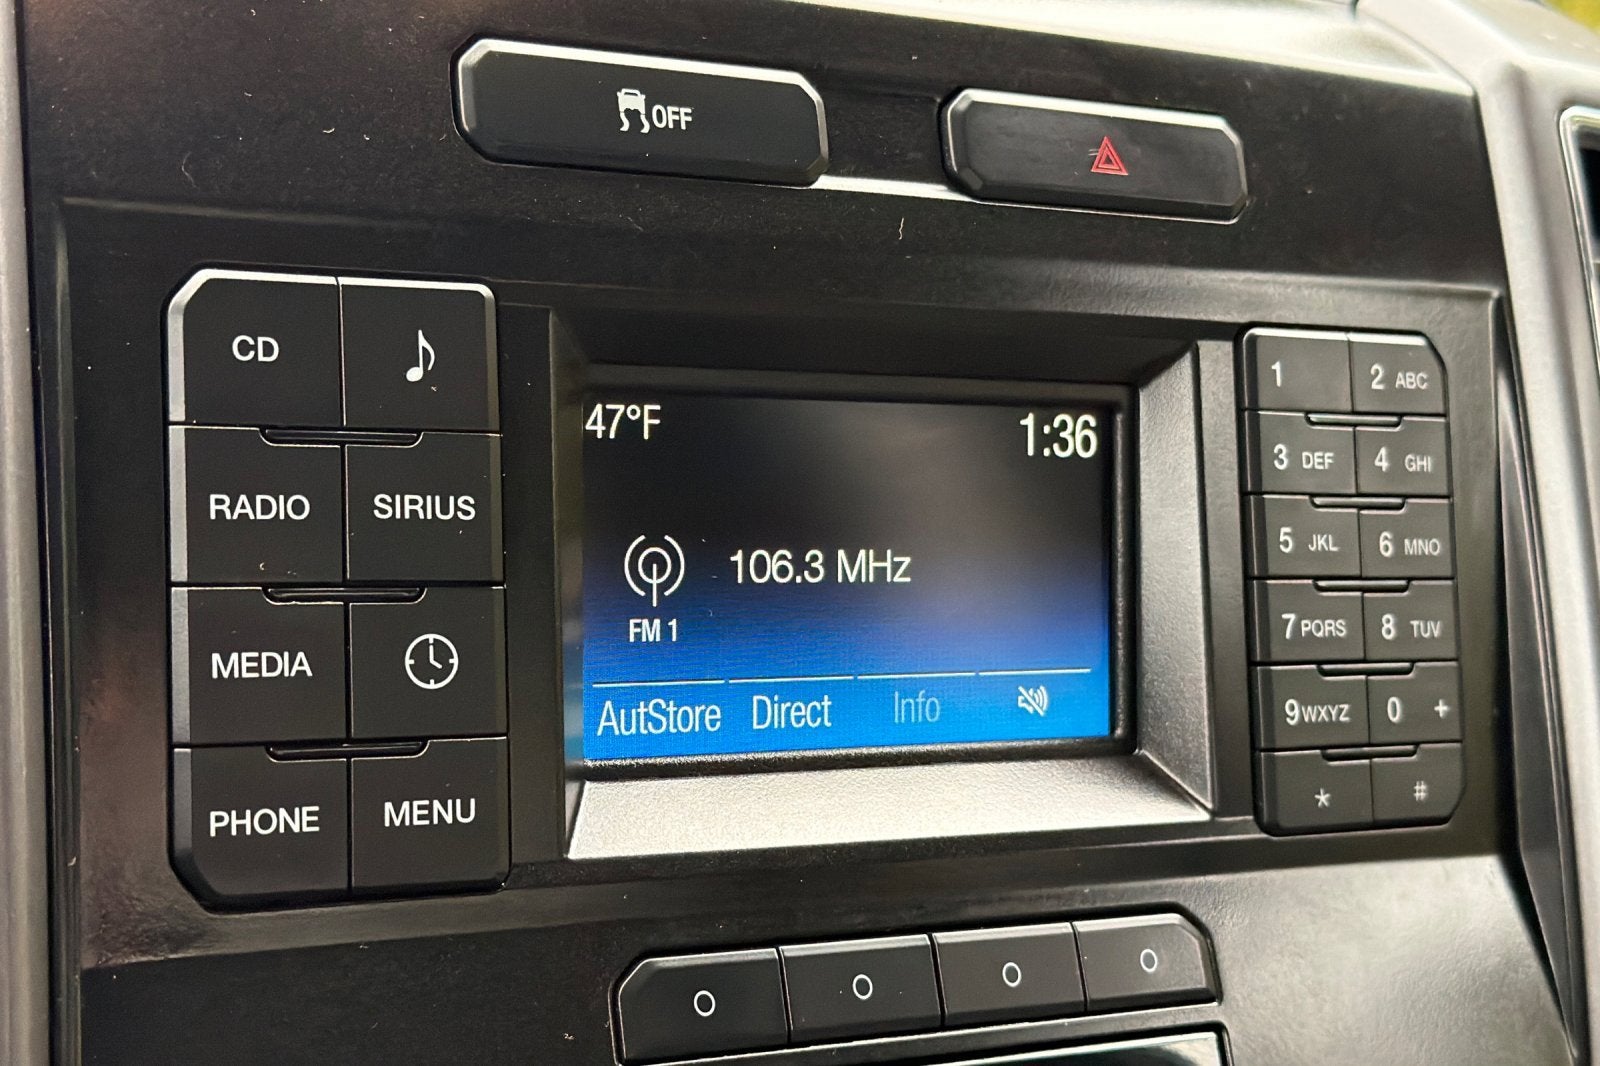 OFF
CD
RADIO
SIRIUS
MEDIA
PHONE
MENU
47°F
1:36
106.3 MHz
FM 1
AutStore
Direct
Info
1
2 ABC
3 DEF
4 GHI
5 JKL
6 MNO
7 PQRS
8 TUV
9 WXYZ
0 +
*
#